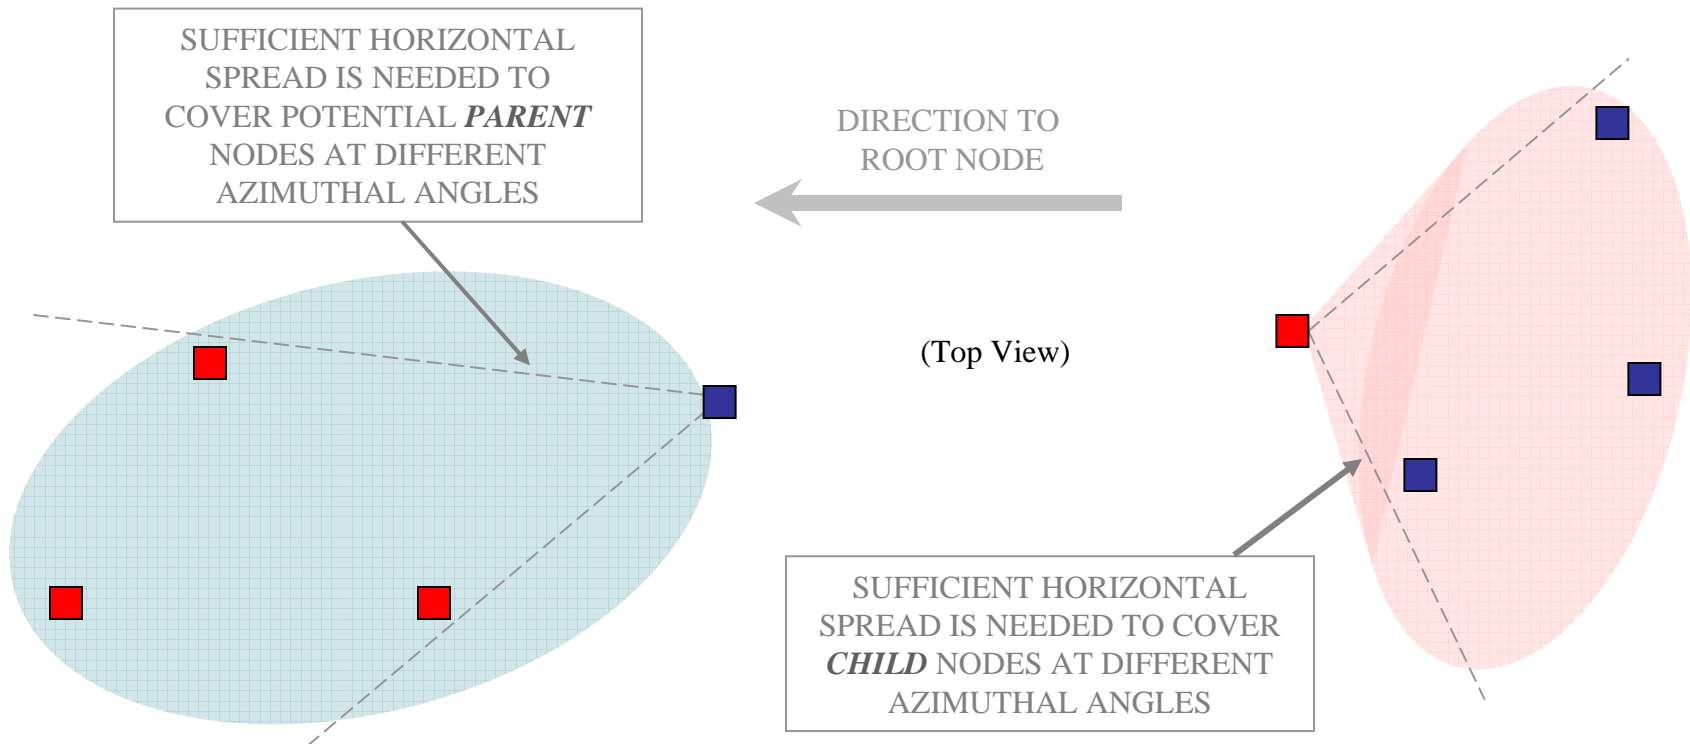 SUFFICIENT HORIZONTAL
SPREAD IS NEEDED TO
COVER POTENTIAL PARENT
NODES AT DIFFERENT
AZIMUTHAL ANGLES
DIRECTION TO
ROOT NODE
(Top View)
SUFFICIENT HORIZONTAL
SPREAD IS NEEDED TO COVER
CHILD NODES AT DIFFERENT
AZIMUTHAL ANGLES